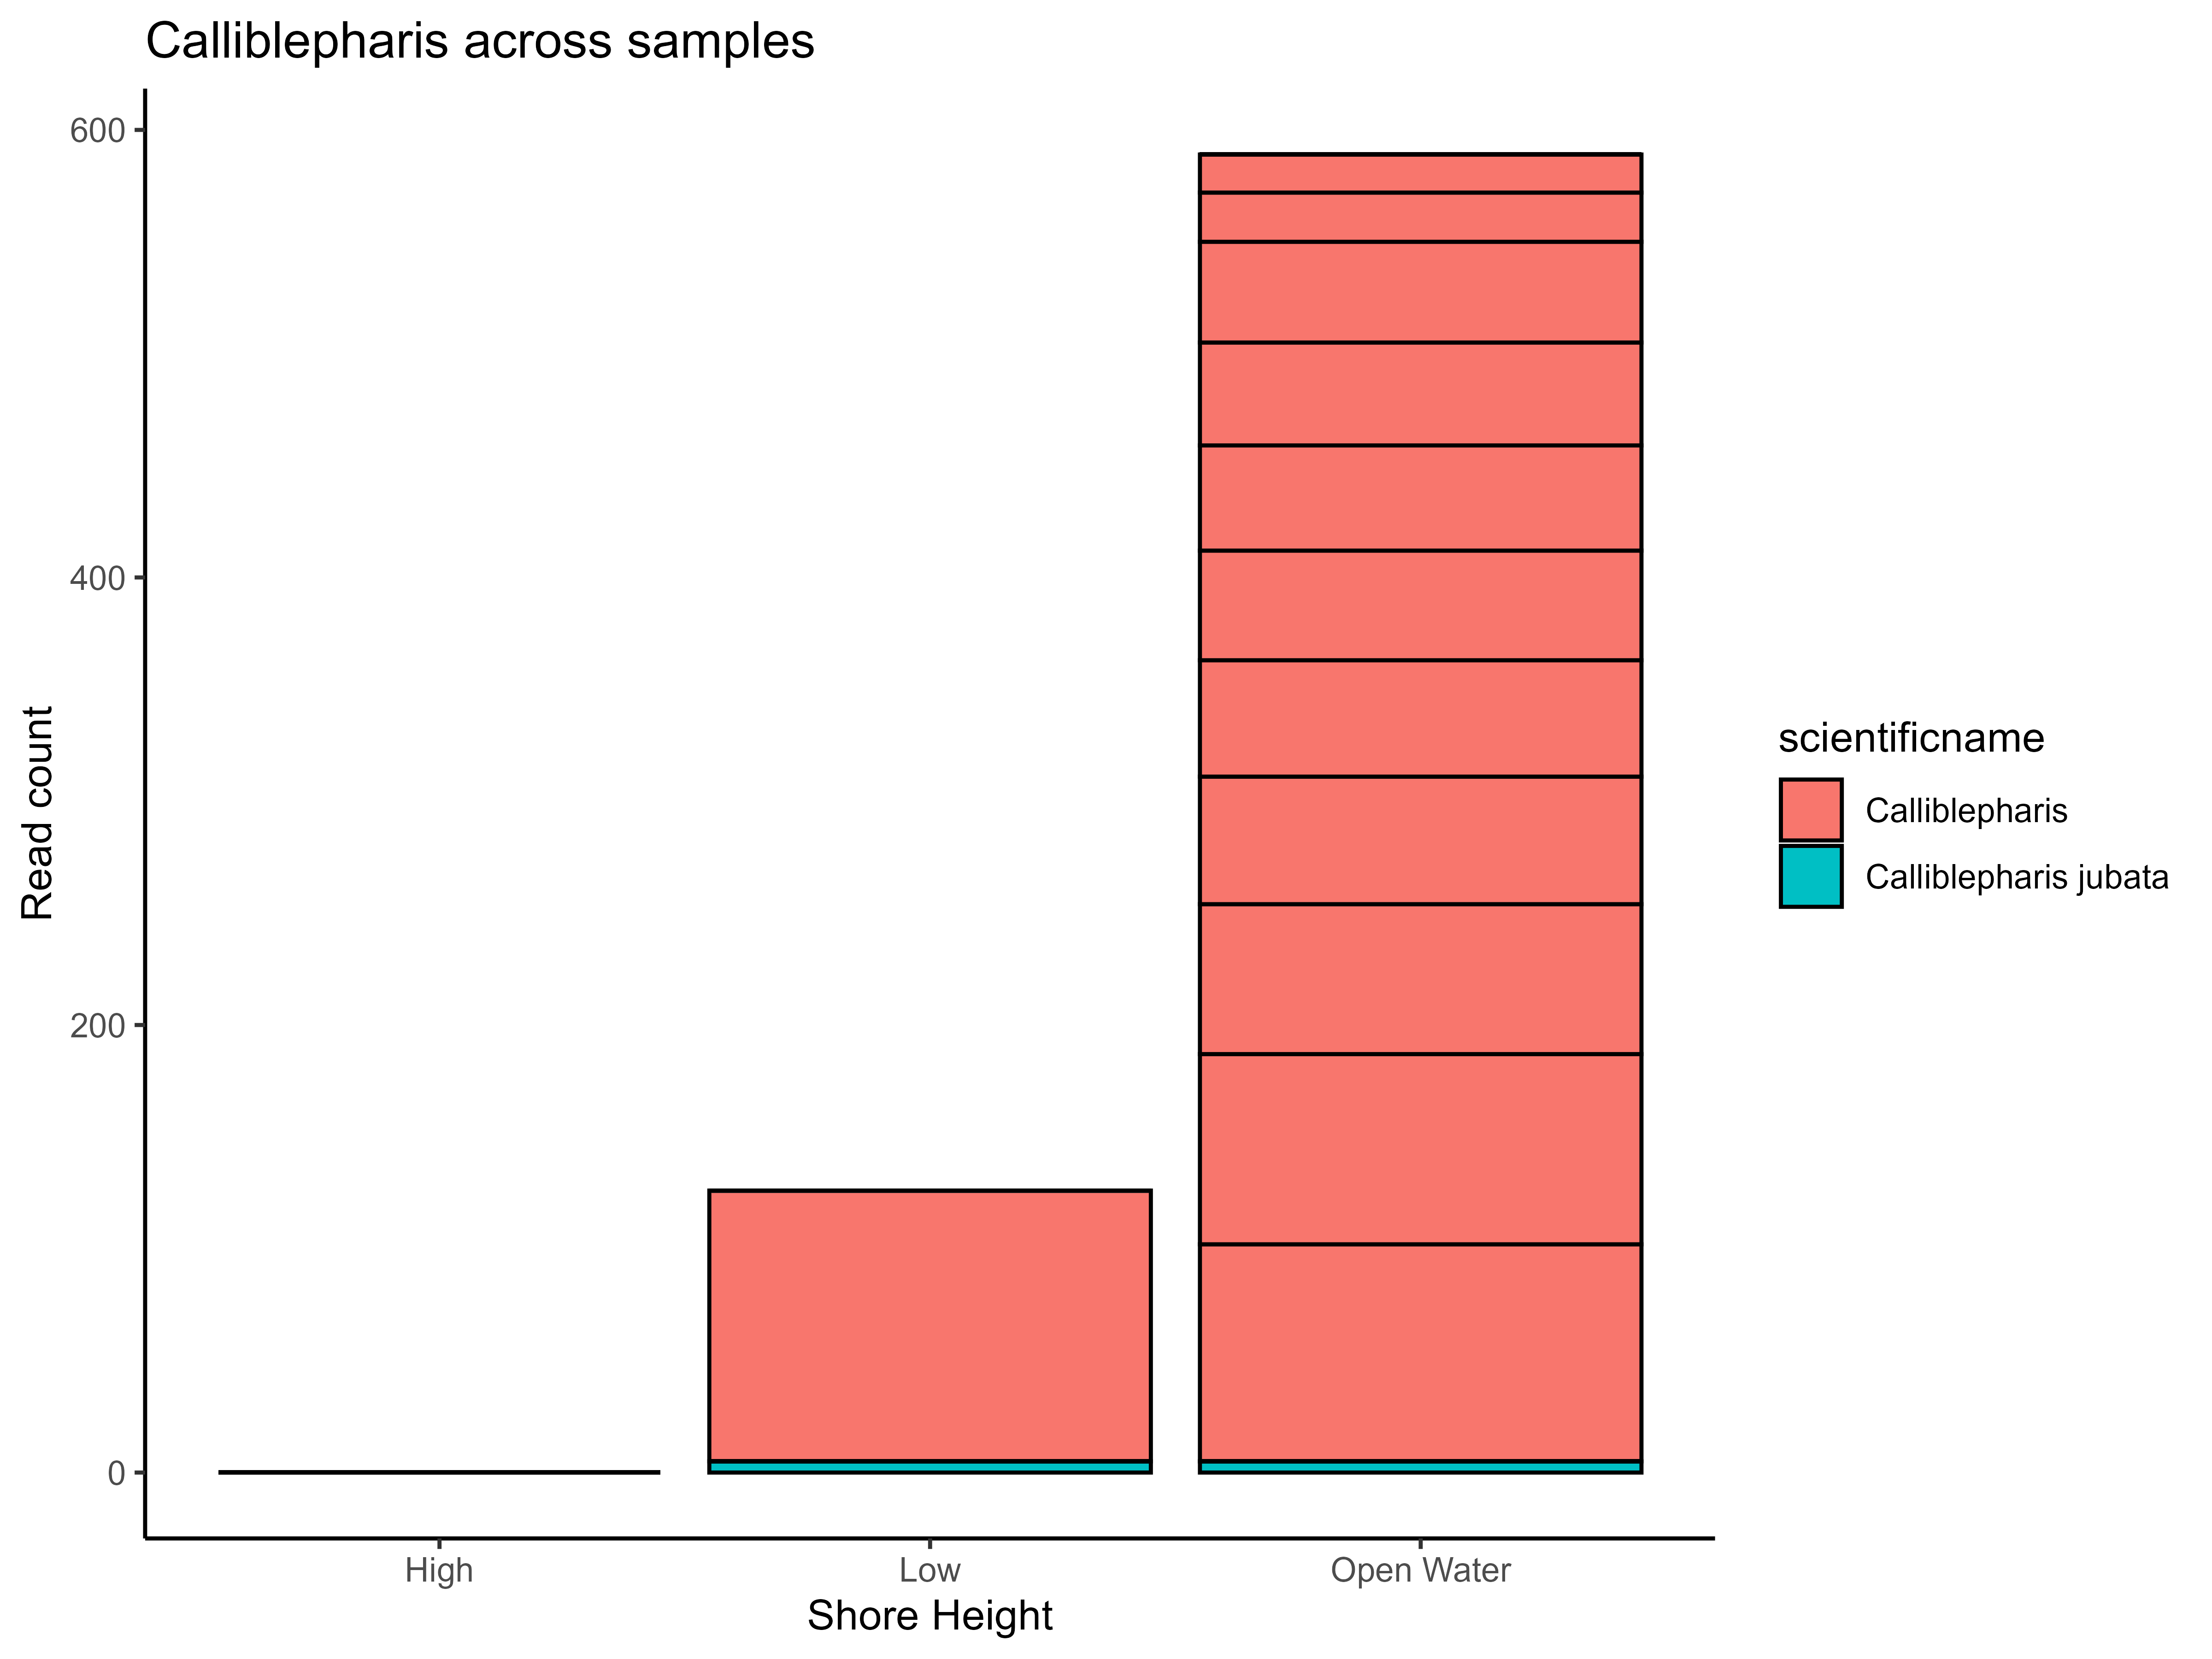 Calliblepharis across samples
600
400
200
0
Read count
High
Low
Open Water
Shore Height
scientificname
Calliblepharis
Calliblepharis jubata